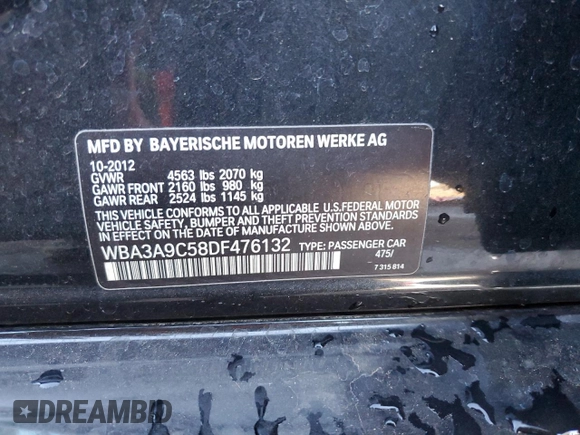 MFD BY BAYERISCHE MOTOREN WERKE AG
10-2012
GVWR 4563 lbs 2070 kg
GAWR FRONT 2160 lbs 980 kg
GAWR REAR 2524 lbs 1145 kg
THIS VEHICLE CONFORMS TO ALL APPLICABLE U.S.FEDERAL MOTOR
VEHICLE SAFETY, BUMPER AND THEFT PREVENTION STANDARDS
IN EFFECT ON THE DATE OF MANUFACTURE SHOWN ABOVE.
WBA3A9C58DF476132 TYPE: PASSENGER CAR
475/
7 315 814
DREAMBID